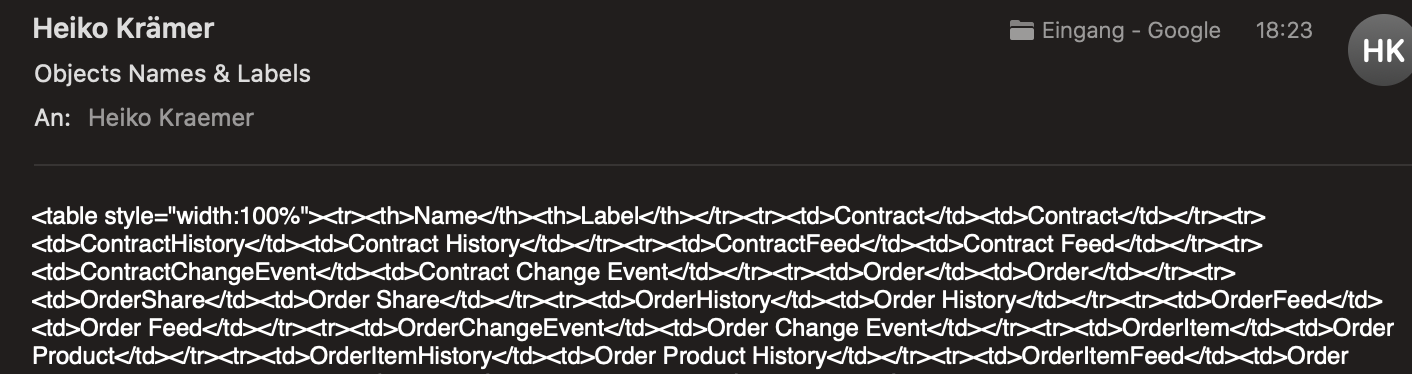 Heiko Krämer
Eingang - Google 18:23
HK
Objects Names & Labels
An: Heiko Kraemer
<table style="width:100%"><tr><th>Name</th><th>Label</th></tr><tr><td>Contract</td><td>Contract</td></tr><tr>
<td>ContractHistory</td><td>Contract History</td></tr><tr><td>ContractFeed</td><td>Contract Feed</td></tr><tr>
<td>ContractChangeEvent</td><td>Contract Change Event</td></tr><tr><td>Order</td><td>Order</td></tr><tr>
<td>OrderShare</td><td>Order Share</td></tr><tr><td>OrderHistory</td><td>Order History</td></tr><tr><td>OrderFeed</td>
<td>Order Feed</td></tr><tr><td>OrderChangeEvent</td><td>Order Change Event</td></tr><tr><td>OrderItem</td><td>Order
Product</td></tr><tr><td>OrderItemHistory</td><td>Order Product History</td></tr><tr><td>OrderItemFeed</td><td>Order